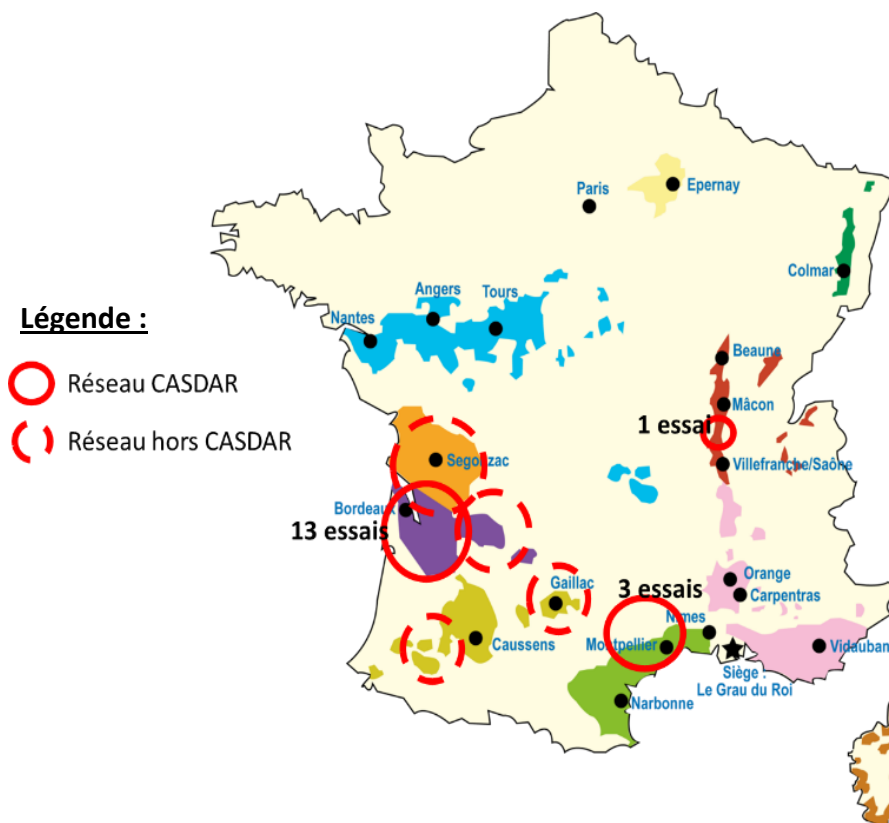 Paris
Epernay
Colmar
Angers
Tours
Nantes
Légende :
Beaune
Réseau CASDAR
Mâcon
1 essai
Réseau hors CASDAR
Segonzac
Villefranche/Saône
Bordeaux
13 essais
Gaillac
3 essais
Orange
Carpentras
Nîmes
Caussens
Montpellier
Vidauban
Siège :
Le Grau du Roi
Narbonne